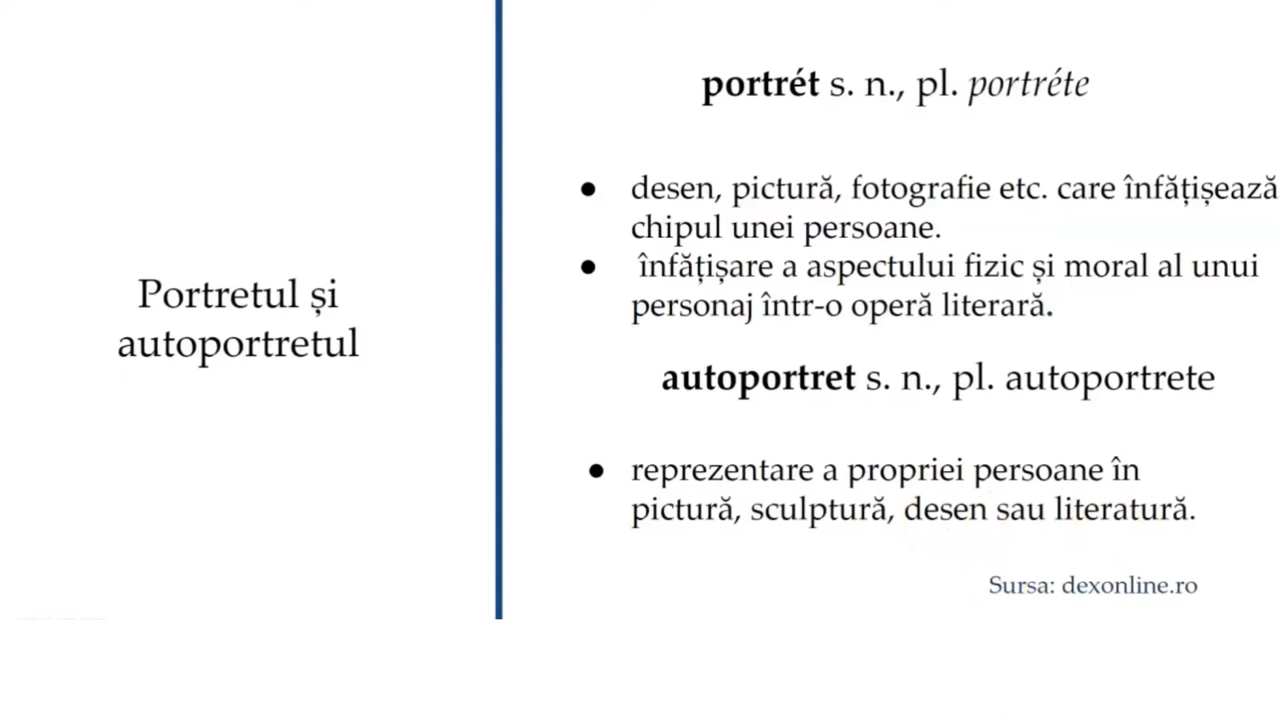 Portretul și
autoportretul
portrét s. n., pl. portréte
● desen, pictură, fotografie etc. care înfățișează
chipul unei persoane.
● înfățișare a aspectului fizic și moral al unui
personaj într-o operă literară.
autoportret s. n., pl. autoportrete
● reprezentare a propriei persoane în
pictură, sculptură, desen sau literatură.
Sursa: dexonline.ro